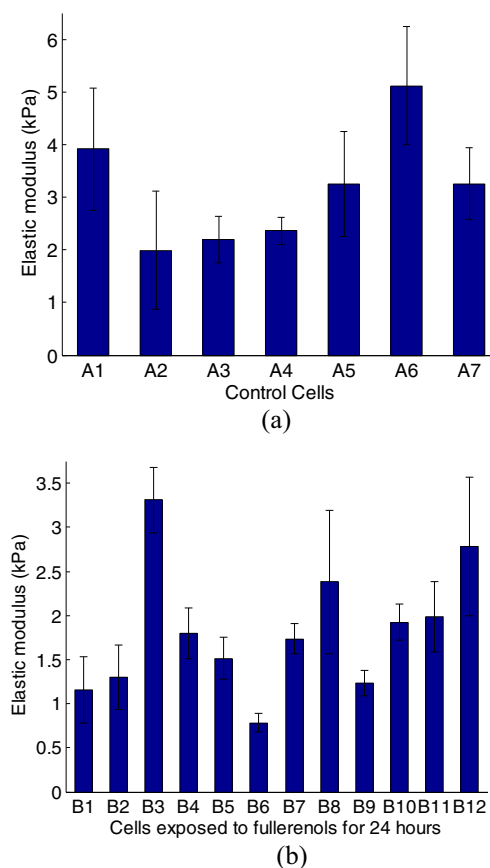 6
5
4
3
2
1
0
Elastic modulus (kPa)
A1 A2 A3 A4 A5 A6 A7
Control Cells
(a)
3.5
3
2.5
2
1.5
1
0.5
0
Elastic modulus (kPa)
B1 B2 B3 B4 B5 B6 B7 B8 B9 B10 B11 B12
Cells exposed to fullerenols for 24 hours
(b)